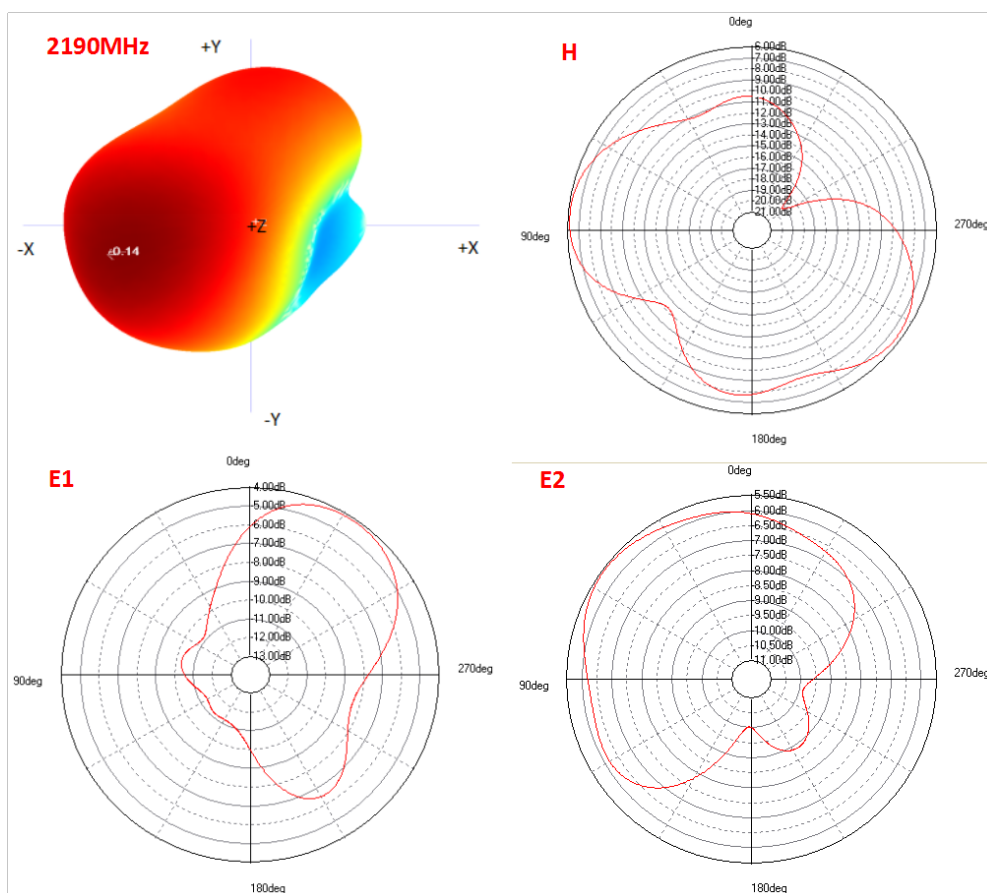 2190MHz
+Y
-X
-0.14
+Z
+X
-Y
H
0deg
6.00dB
7.00dB
8.00dB
9.00dB
10.00dB
11.00dB
12.00dB
13.00dB
14.00dB
15.00dB
16.00dB
17.00dB
18.00dB
19.00dB
20.00dB
21.00dB
90deg
270deg
180deg
E1
0deg
4.00dB
5.00dB
6.00dB
7.00dB
8.00dB
9.00dB
10.00dB
11.00dB
12.00dB
13.00dB
90deg
270deg
180deg
E2
0deg
5.50dB
6.00dB
6.50dB
7.00dB
7.50dB
8.00dB
8.50dB
9.00dB
9.50dB
10.00dB
10.50dB
11.00dB
90deg
270deg
180deg